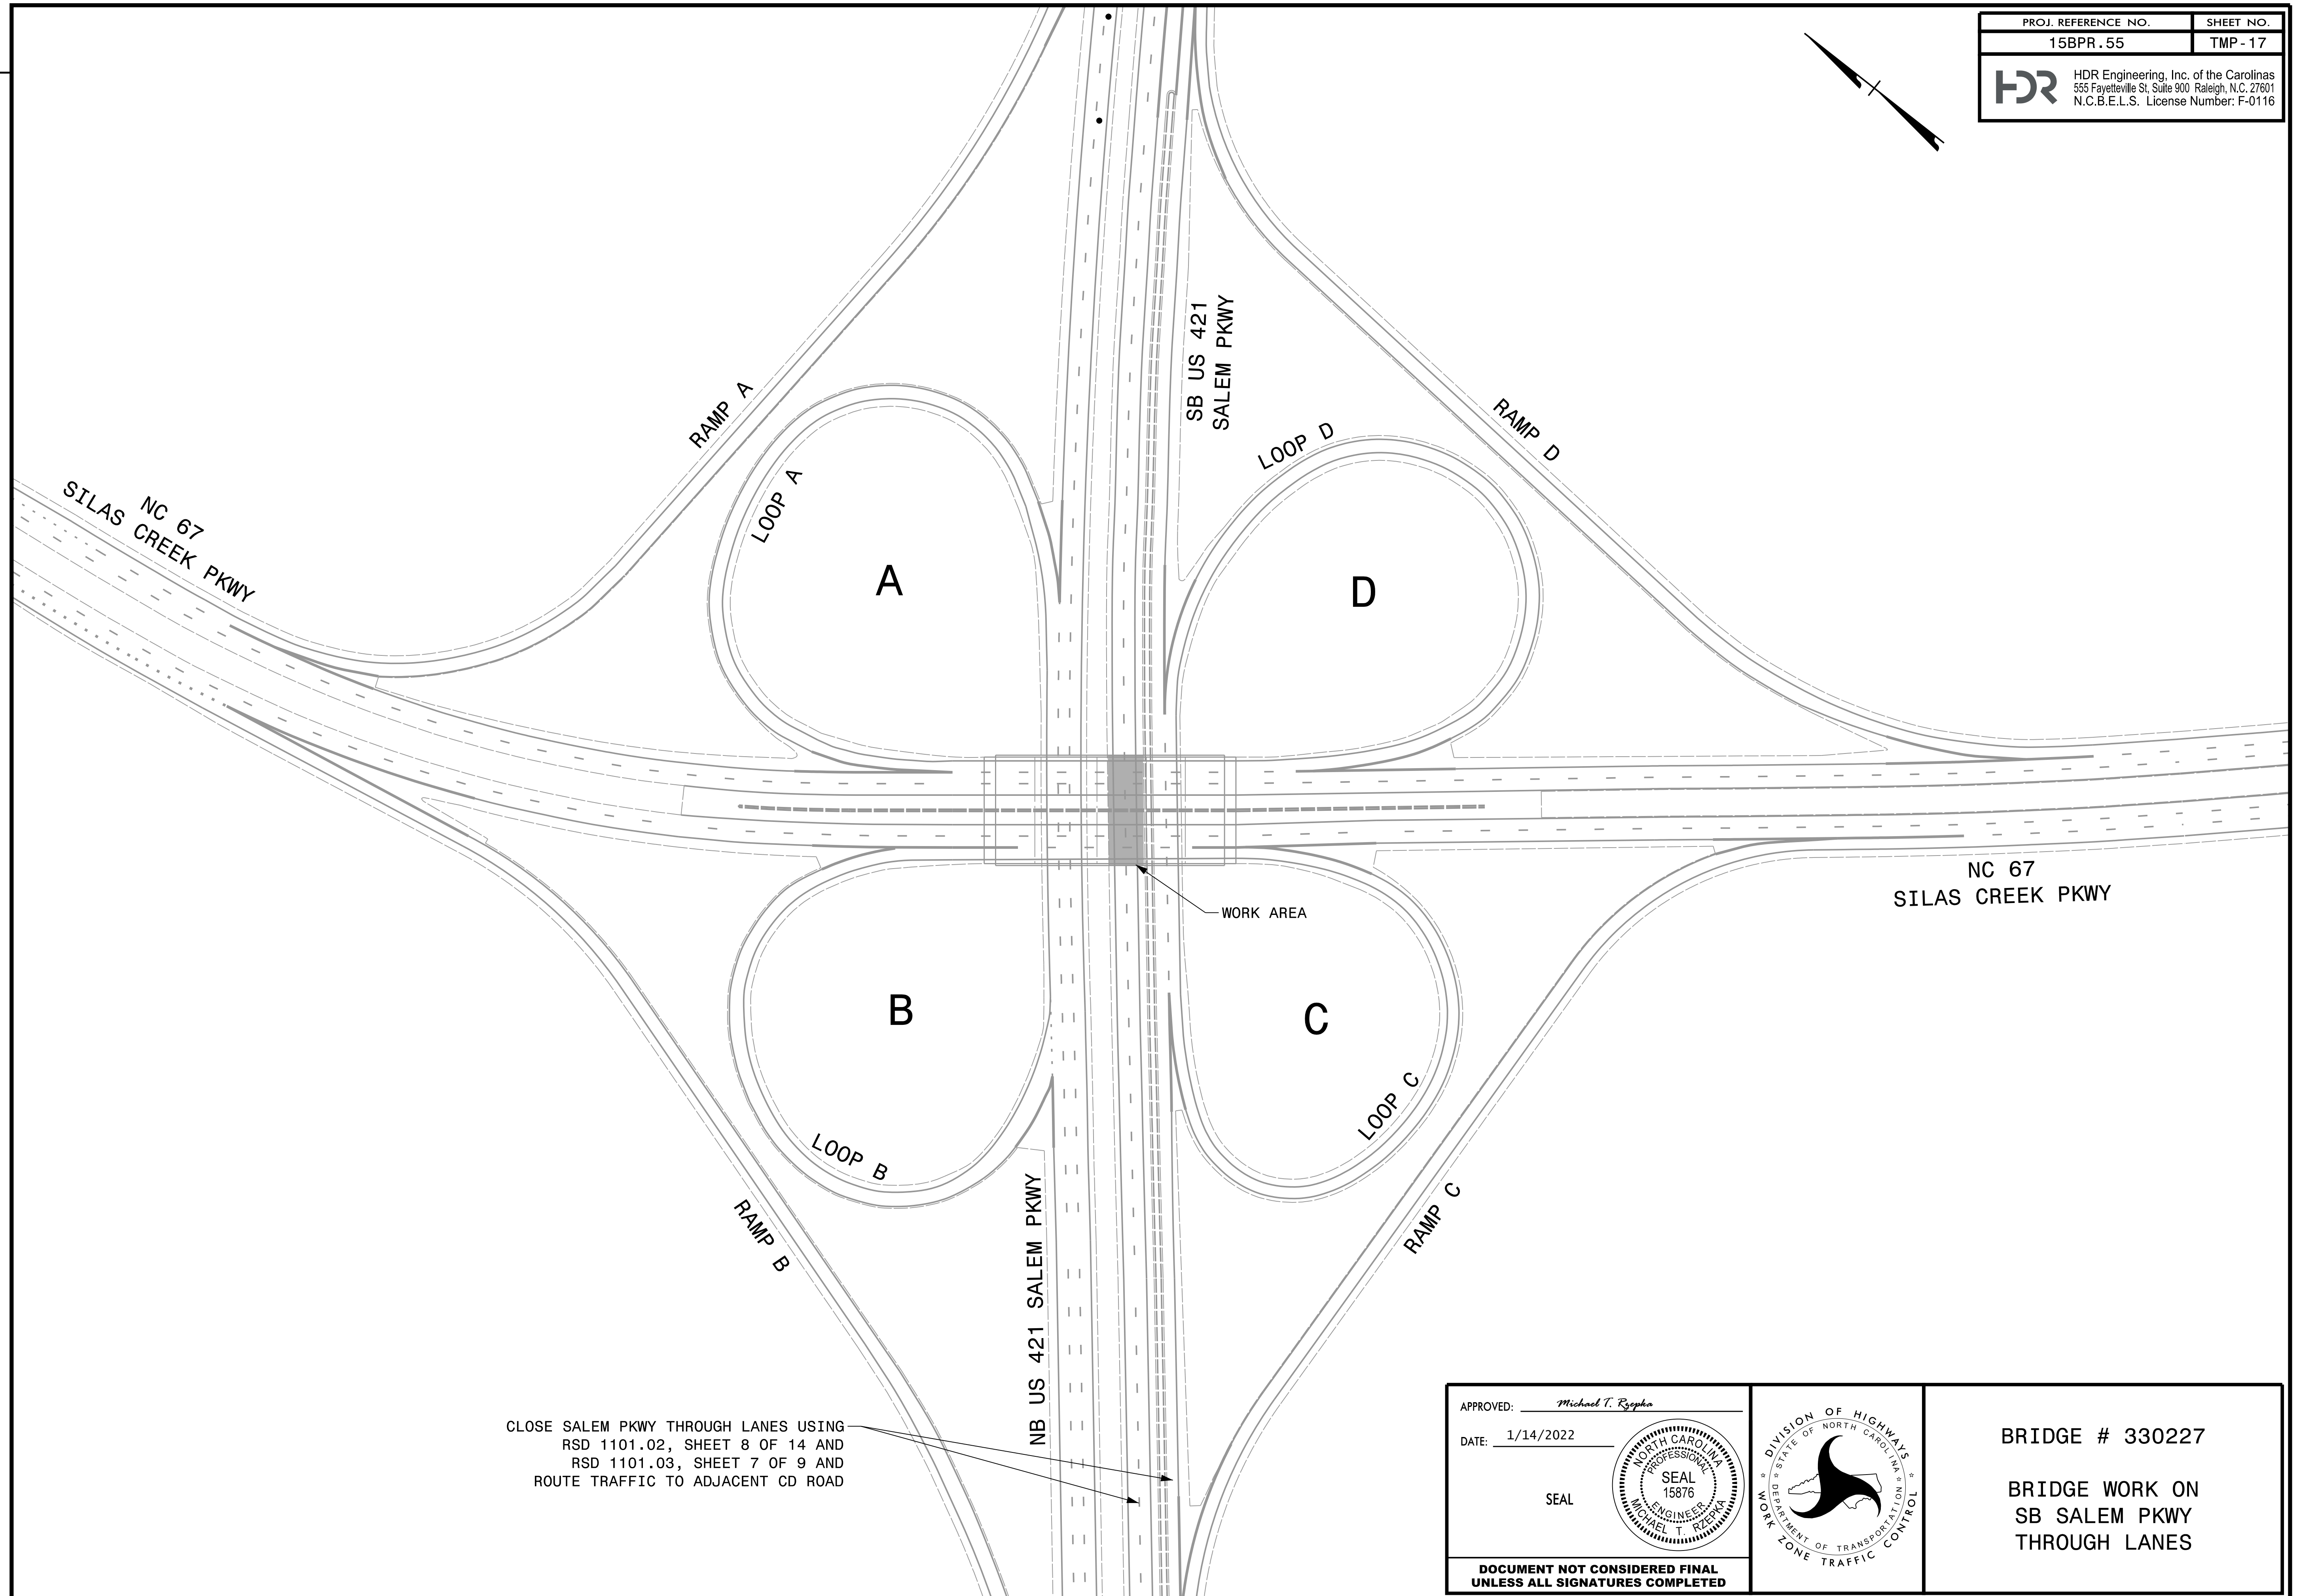 PROJ. REFERENCE NO.
SHEET NO.
15BPR.55
TMP-17
HDR
HDR Engineering, Inc. of the Carolinas
555 Fayetteville St, Suite 900 Raleigh, N.C. 27601
N.C.B.E.L.S. License Number: F-0116
SB US 421
SALEM PKWY
RAMP A
RAMP D
LOOP D
LOOP A
NC 67
SILAS CREEK PKWY
A
D
NC 67
SILAS CREEK PKWY
WORK AREA
B
C
LOOP B
LOOP C
RAMP B
RAMP C
NB US 421 SALEM PKWY
CLOSE SALEM PKWY THROUGH LANES USING
RSD 1101.02, SHEET 8 OF 14 AND
RSD 1101.03, SHEET 7 OF 9 AND
ROUTE TRAFFIC TO ADJACENT CD ROAD
APPROVED: Michael T. Rzepka
DATE: 1/14/2022
SEAL
NORTH CAROLINA
PROFESSIONAL
SEAL
15876
ENGINEER
MICHAEL T. RZEPKA
DOCUMENT NOT CONSIDERED FINAL
UNLESS ALL SIGNATURES COMPLETED
DIVISION OF HIGHWAYS
STATE OF NORTH CAROLINA
DEPARTMENT OF TRANSPORTATION
WORK ZONE TRAFFIC CONTROL
BRIDGE # 330227
BRIDGE WORK ON
SB SALEM PKWY
THROUGH LANES